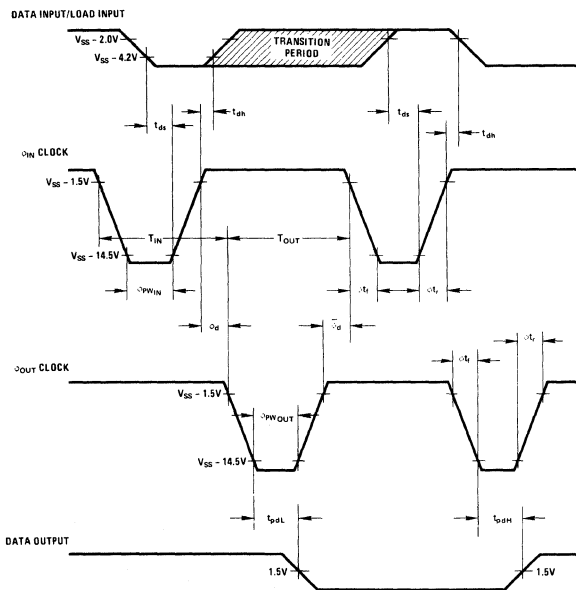 DATA INPUT/LOAD INPUT
VSS – 2.0V
VSS – 4.2V
TRANSITION
PERIOD
tds
tdh
tds
tdh
φIN CLOCK
VSS – 1.5V
TIN
TOUT
VSS – 14.5V
φPWIN
φtf
φtr
φd
φ̅d
φOUT CLOCK
φtf
φtr
VSS – 1.5V
φPWOUT
VSS – 14.5V
tpdL
tpdH
DATA OUTPUT
1.5V
1.5V